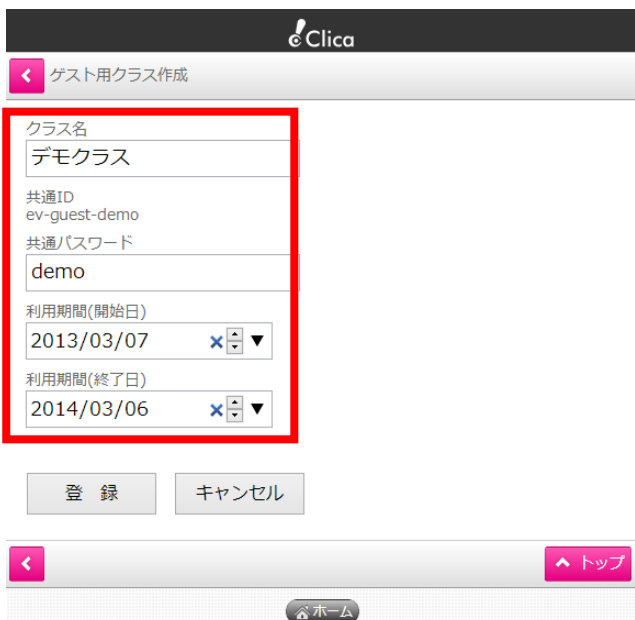 Clica
ゲスト用クラス作成
クラス名
デモクラス
共通ID
ev-guest-demo
共通パスワード
demo
利用期間(開始日)
2013/03/07
利用期間(終了日)
2014/03/06
登 録 キャンセル
トップ
ホーム